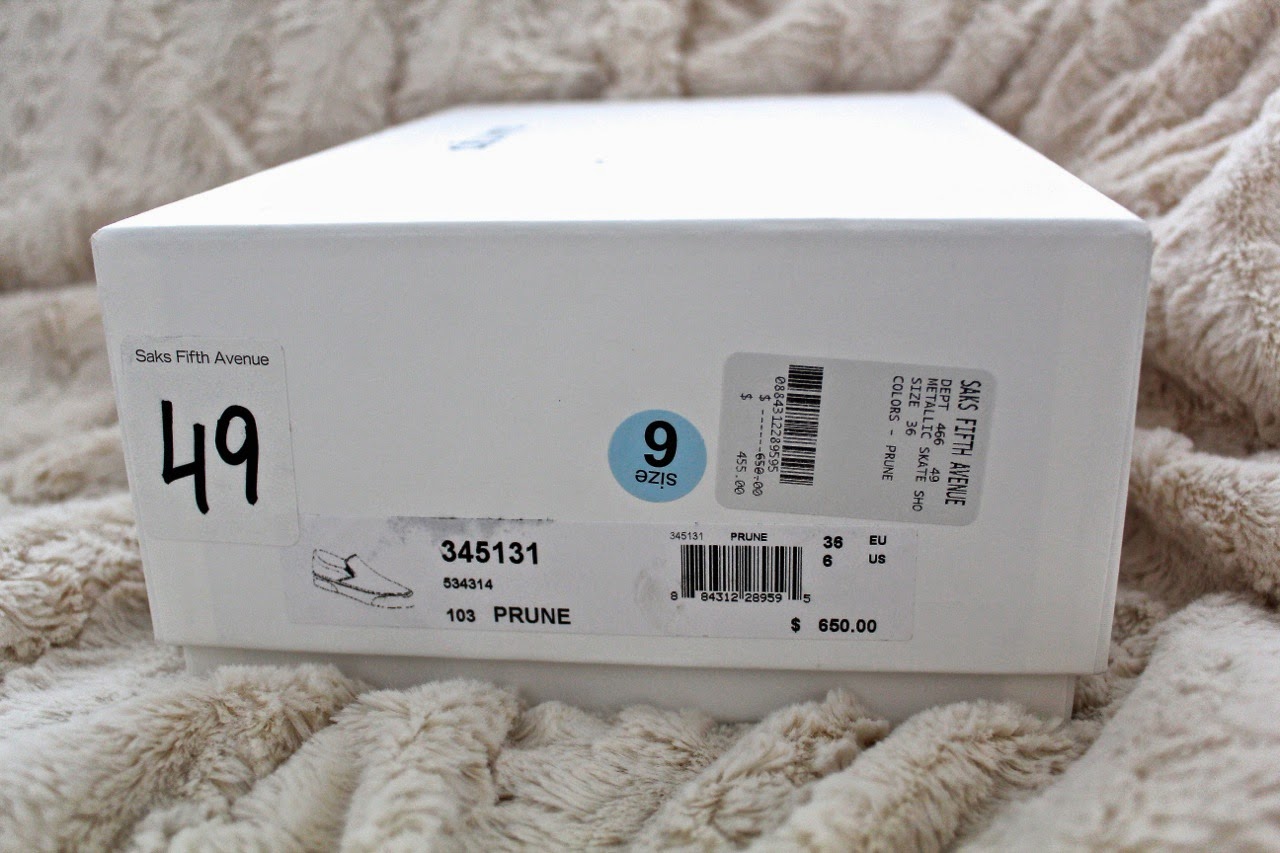 Saks Fifth Avenue
49
6
size
SAKS FIFTH AVENUE
DEPT 466 49
METALLIC SKATE SHO
SIZE 36
COLORS - PRUNE
0884312289595
$ ------650.00
$ 455.00
345131
534314
103 PRUNE
345131 PRUNE
36 EU
6 US
8 84312 28959 5
$ 650.00